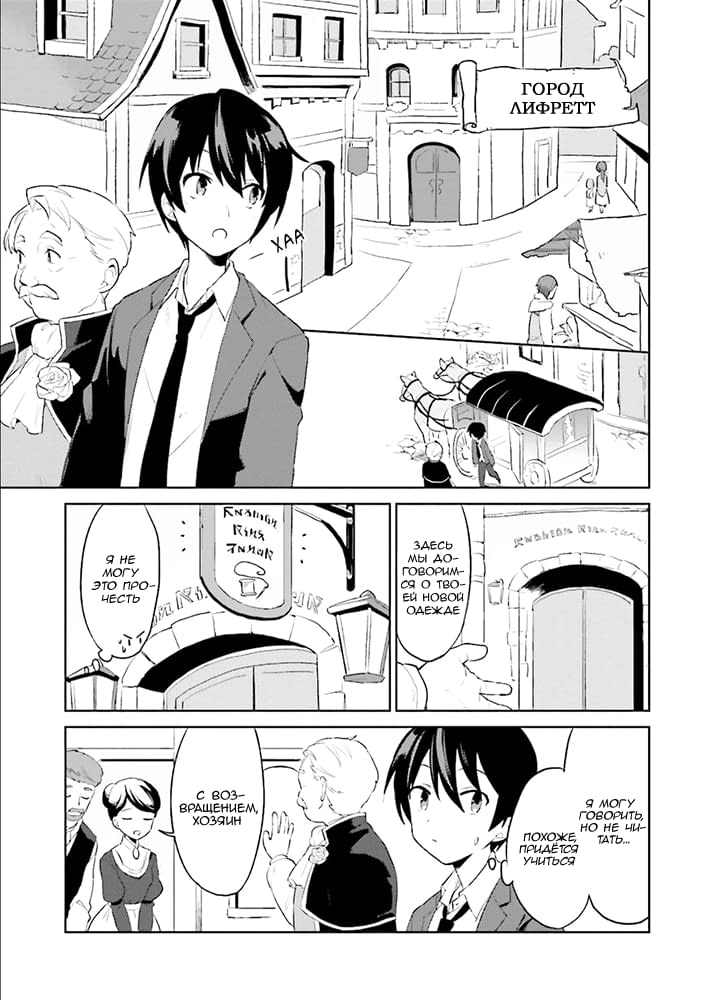 ГОРОД
ЛИФРЕТТ
ХАА
ЗДЕСЬ
МЫ ДО-
ГОВОРИМ-
СЯ О ТВО-
ЕЙ НОВОЙ
ОДЕЖДЕ
Я НЕ
МОГУ
ЭТО ПРО-
ЧЕСТЬ
Я МОГУ
ГОВОРИТЬ,
НО НЕ ЧИ-
ТАТЬ...
ПОХОЖЕ,
ПРИДЁТСЯ
УЧИТЬСЯ
С ВОЗ-
ВРАЩЕНИЕМ,
ХОЗЯИН